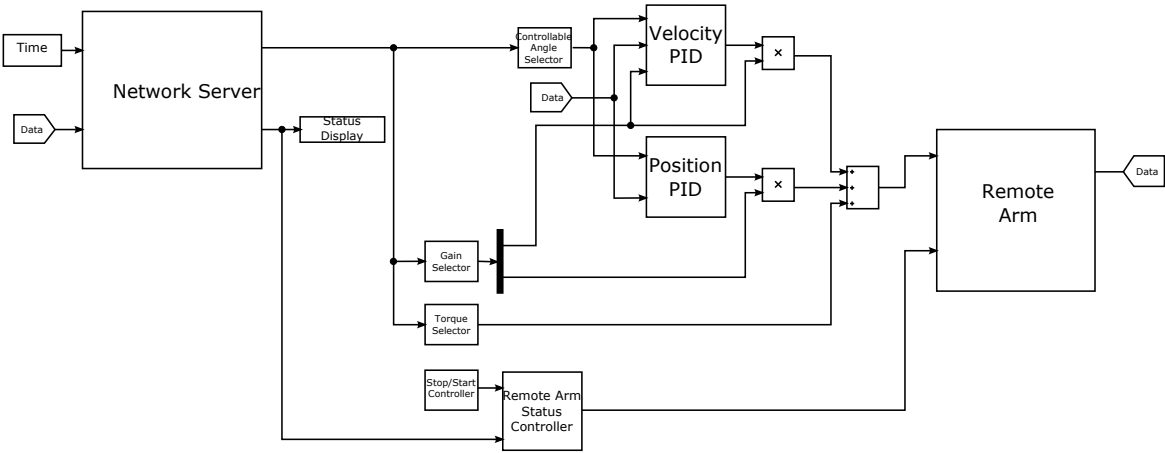 Time
Network Server
Data
Status
Display
Controllable
Angle
Selector
Data
Velocity
PID
×
Position
PID
×
+
+
+
Remote
Arm
Data
Gain
Selector
Torque
Selector
Stop/Start
Controller
Remote Arm
Status
Controller